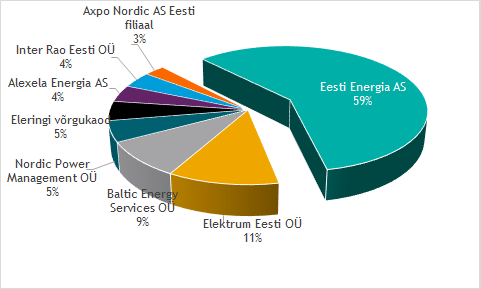 Axpo Nordic AS Eesti
filiaal
3%
Inter Rao Eesti OÜ
4%
Alexela Energia AS
4%
Eleringi võrgukaod
5%
Nordic Power
Management OÜ
5%
Baltic Energy
Services OÜ
9%
Elektrum Eesti OÜ
11%
Eesti Energia AS
59%